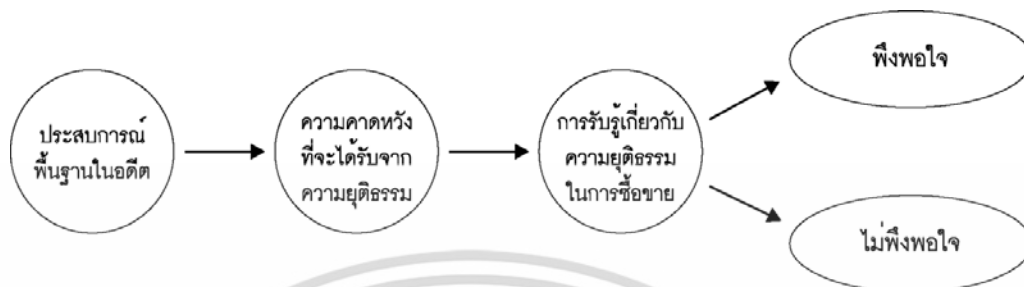 ประสบการณ์
พื้นฐานในอดีต
ความคาดหวัง
ที่จะได้รับจาก
ความยุติธรรม
การรับรู้เกี่ยวกับ
ความยุติธรรม
ในการซื้อขาย
พึงพอใจ
ไม่พึงพอใจ